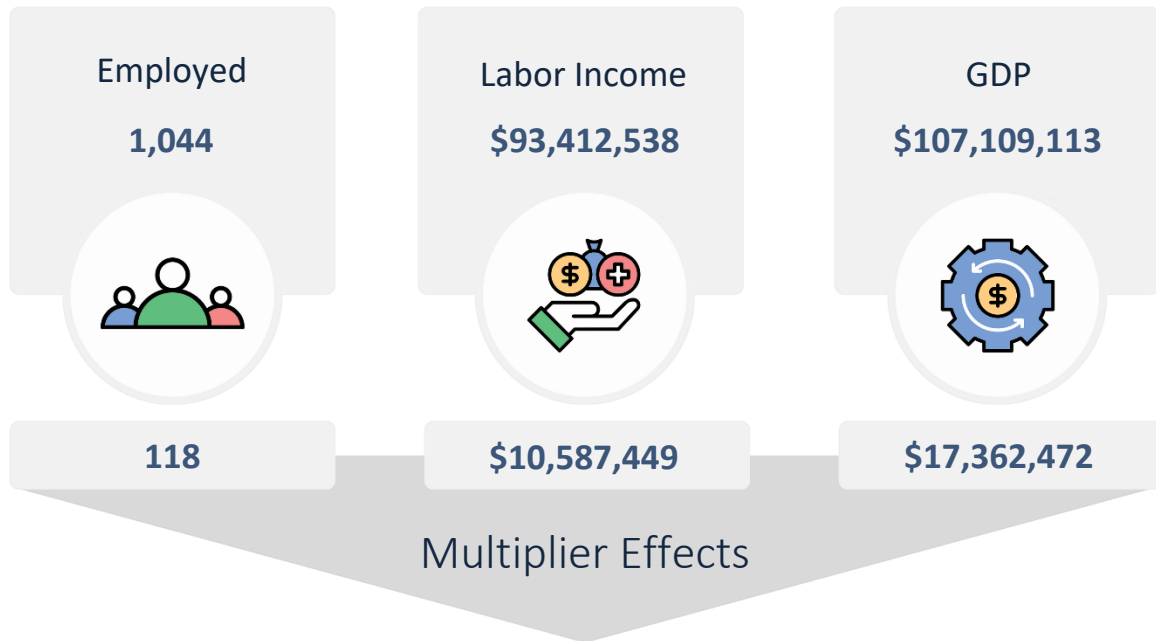 Employed
1,044
Labor Income
$93,412,538
GDP
$107,109,113
$
$
118
$10,587,449
$17,362,472
Multiplier Effects